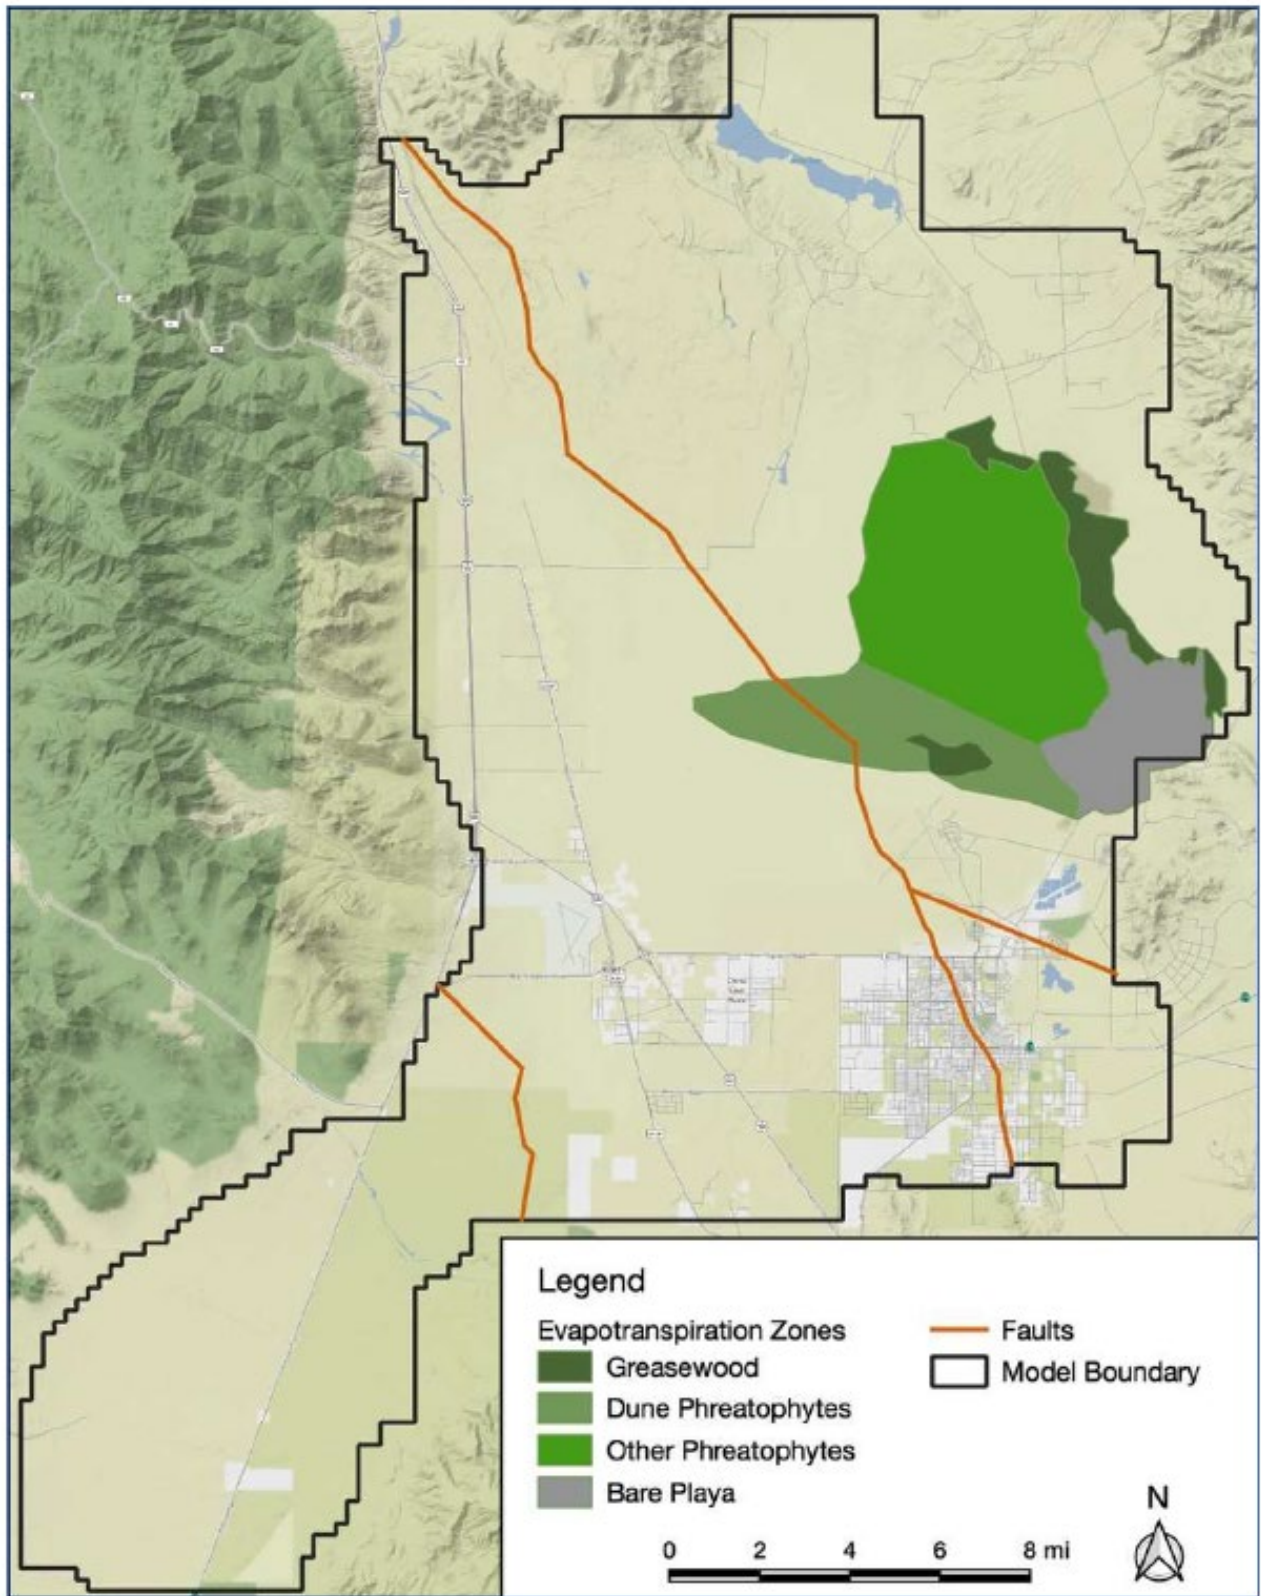 Legend
Evapotranspiration Zones
Greasewood
Dune Phreatophytes
Other Phreatophytes
Bare Playa
Faults
Model Boundary
N
0 2 4 6 8 mi